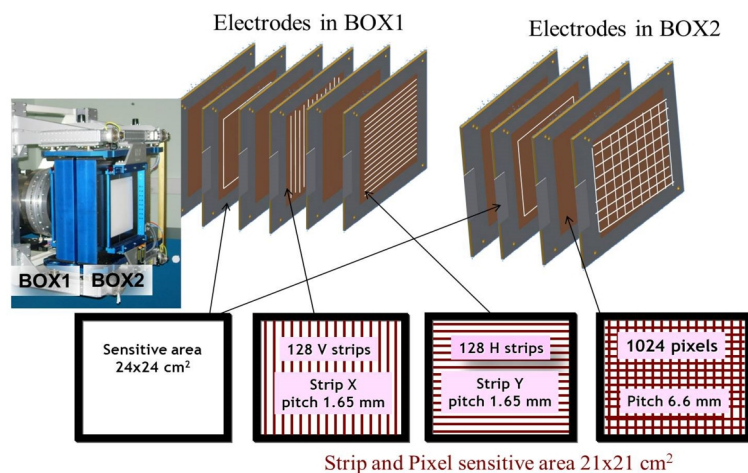 Electrodes in BOX1
Electrodes in BOX2
BOX1 BOX2
Sensitive area
24x24 cm²
128 V strips
Strip X
pitch 1.65 mm
128 H strips
Strip Y
pitch 1.65 mm
1024 pixels
Pitch 6.6 mm
Strip and Pixel sensitive area 21x21 cm²